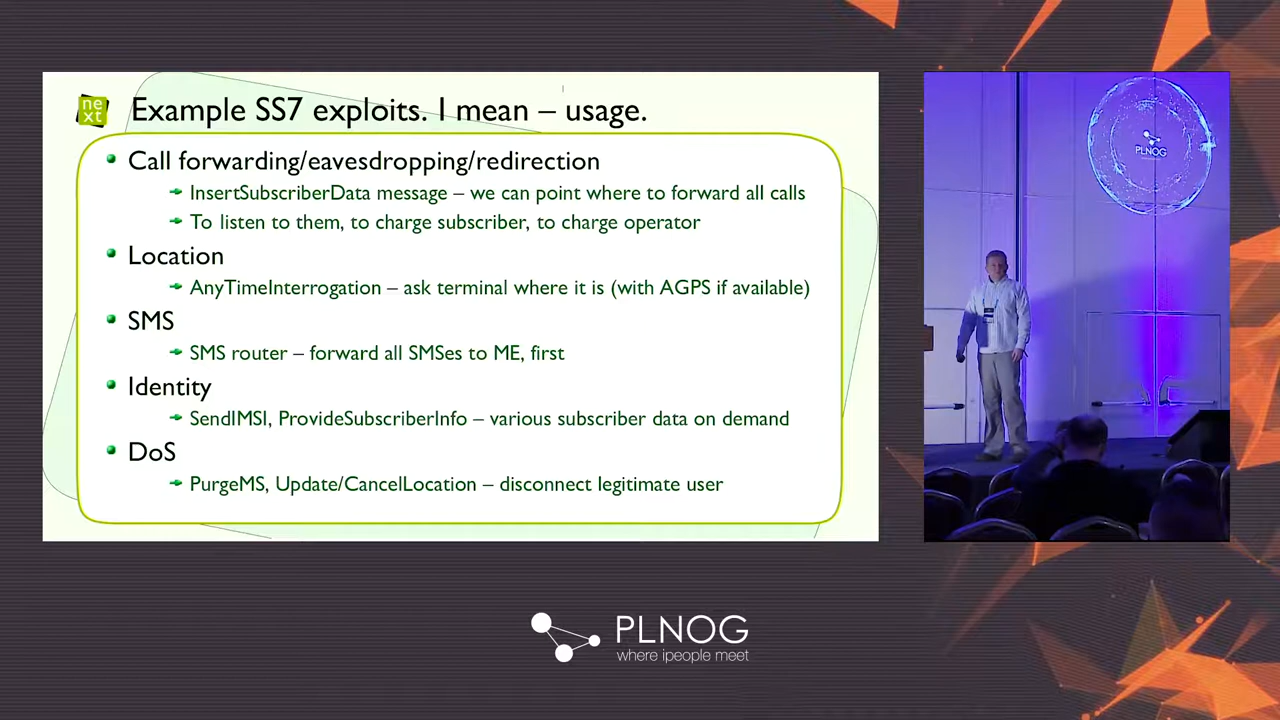 ne
xt
Example SS7 exploits. I mean – usage.
Call forwarding/eavesdropping/redirection
InsertSubscriberData message – we can point where to forward all calls
To listen to them, to charge subscriber, to charge operator
Location
AnyTimeInterrogation – ask terminal where it is (with AGPS if available)
SMS
SMS router – forward all SMSes to ME, first
Identity
SendIMSI, ProvideSubscriberInfo – various subscriber data on demand
DoS
PurgeMS, Update/CancelLocation – disconnect legitimate user
PLNOG
PLNOG
where ipeople meet